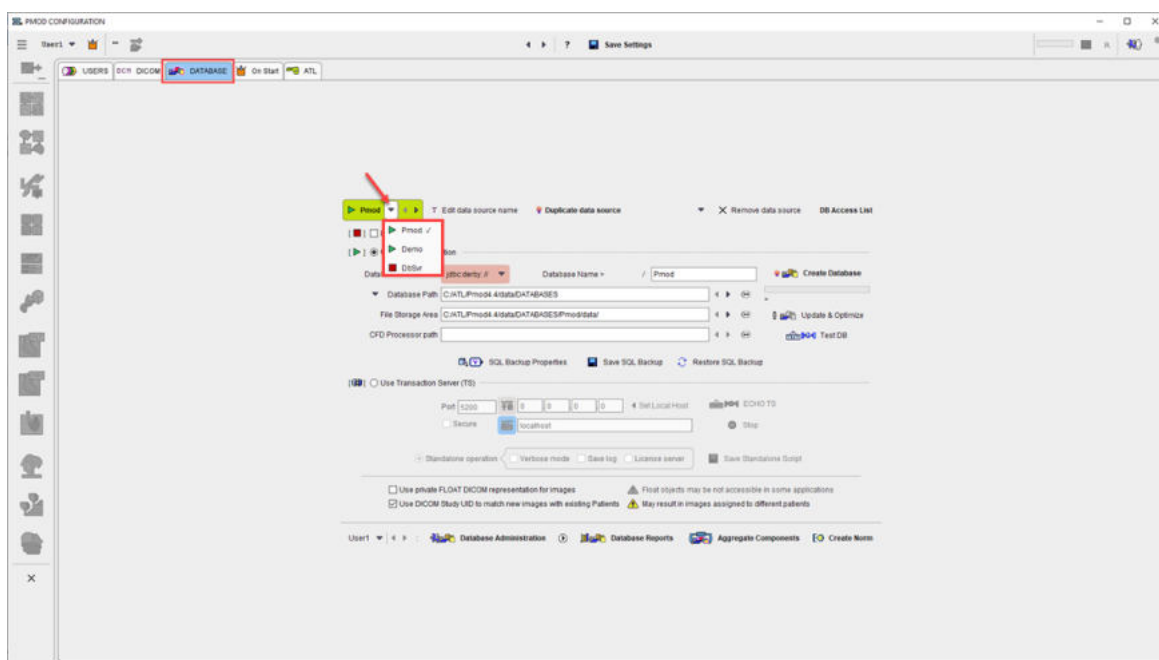 PMOD CONFIGURATION
User1 ? Save Settings
USERS DCM DICOM DATABASE On Start ATL
Pmod T Edit data source name Duplicate data source Remove data source DB Access List
Pmod ✓
Demo
DbSvr
jdbc:derby:// Database Name > / Pmod Create Database
Database Path C:/ATL/Pmod4.4/data/DATABASES
File Storage Area C:/ATL/Pmod4.4/data/DATABASES/Pmod/data/ Update & Optimize
CFD Processor path Test DB
SQL Backup Properties Save SQL Backup Restore SQL Backup
Use Transaction Server (TS)
Port 5200 0 0 0 0 Set Local Host ECHO TS
Secure localhost Stop
Standalone operation Verbose mode Save log License server Save Standalone Script
Use private FLOAT DICOM representation for images Float objects may be not accessible in some applications
Use DICOM Study UID to match new images with existing Patients May result in images assigned to different patients
User1 Database Administration Database Reports Aggregate Components Create Norm